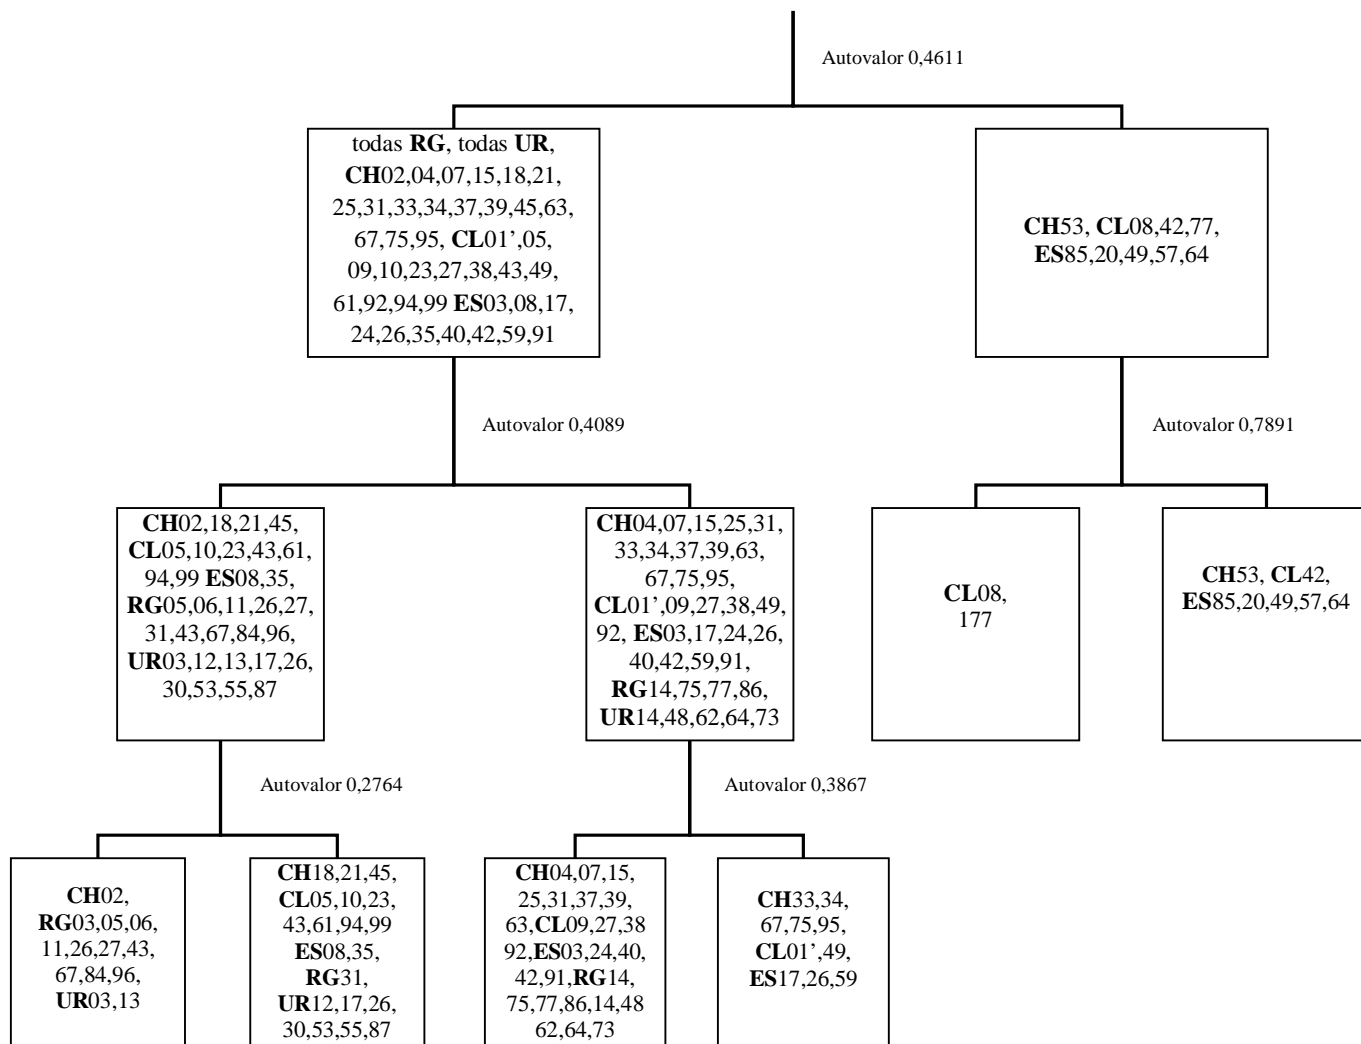 Autovalor 0,4611
todas RG, todas UR,
CH02,04,07,15,18,21,
25,31,33,34,37,39,45,63,
67,75,95, CL01’,05,
09,10,23,27,38,43,49,
61,92,94,99 ES03,08,17,
24,26,35,40,42,59,91
CH53, CL08,42,77,
ES85,20,49,57,64
Autovalor 0,4089
Autovalor 0,7891
CH02,18,21,45,
CL05,10,23,43,61,
94,99 ES08,35,
RG05,06,11,26,27,
31,43,67,84,96,
UR03,12,13,17,26,
30,53,55,87
CH04,07,15,25,31,
33,34,37,39,63,
67,75,95,
CL01’,09,27,38,49,
92, ES03,17,24,26
40,42,59,91,
RG14,75,77,86,
UR14,48,62,64,73
CL08,
177
CH53, CL42,
ES85,20,49,57,64
Autovalor 0,2764
Autovalor 0,3867
CH02,
RG03,05,06,
11,26,27,43,
67,84,96,
UR03,13
CH18,21,45,
CL05,10,23,
43,61,94,99
ES08,35,
RG31,
UR12,17,26,
30,53,55,87
CH04,07,15,
25,31,37,39,
63,CL09,27,38
92,ES03,24,40,
42,91,RG14,
75,77,86,14,48
62,64,73
CH33,34,
67,75,95,
CL01’,49,
ES17,26,59